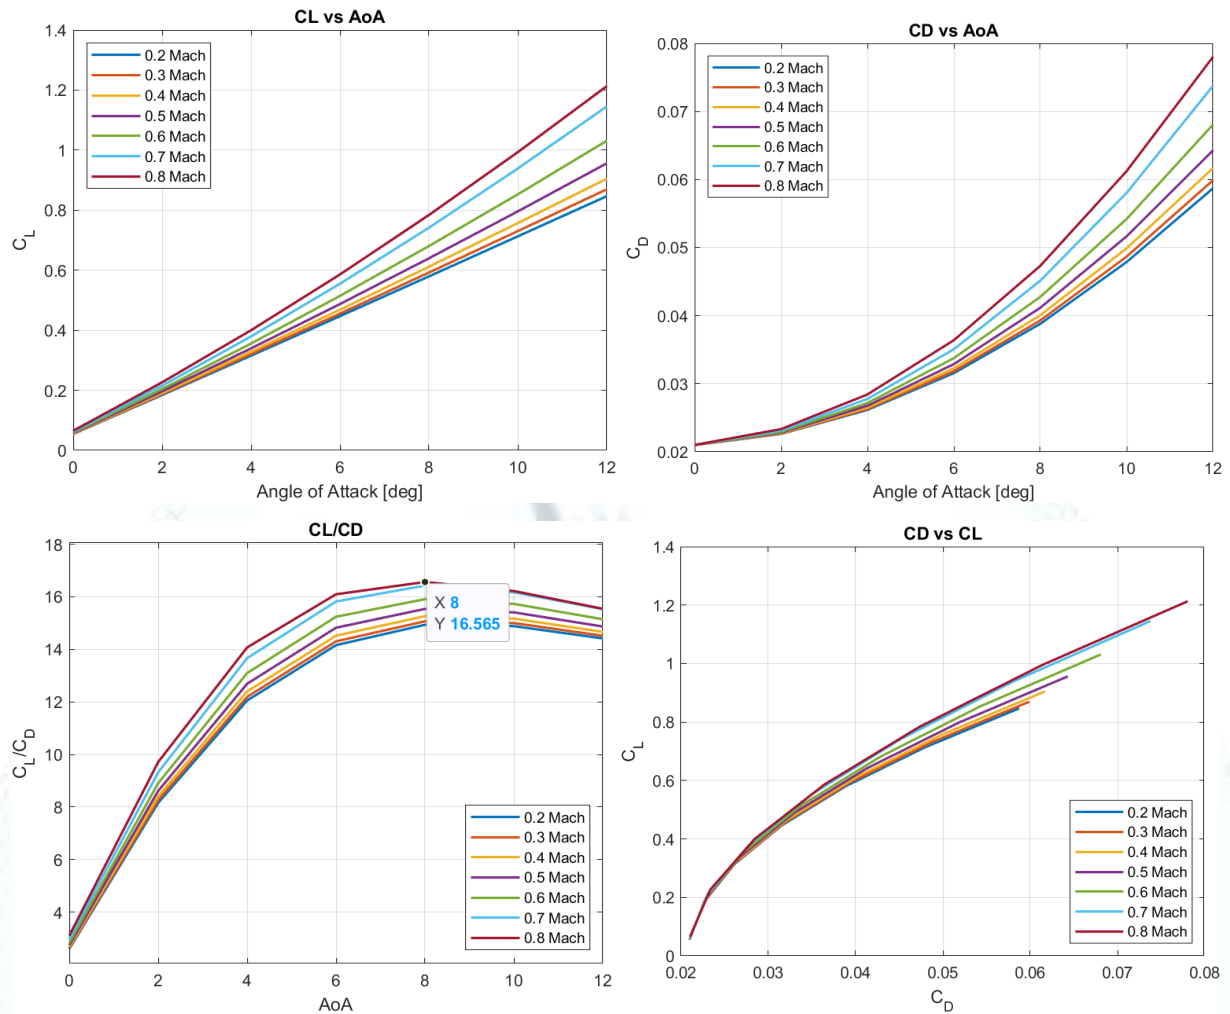 CL vs AoA
1.4
1.2
1
0.8
0.6
0.4
0.2
0
C_L
0.2 Mach
0.3 Mach
0.4 Mach
0.5 Mach
0.6 Mach
0.7 Mach
0.8 Mach
0 2 4 6 8 10 12
Angle of Attack [deg]
CD vs AoA
0.08
0.07
0.06
0.05
0.04
0.03
0.02
C_D
0.2 Mach
0.3 Mach
0.4 Mach
0.5 Mach
0.6 Mach
0.7 Mach
0.8 Mach
0 2 4 6 8 10 12
Angle of Attack [deg]
CL/CD
18
16
14
12
10
8
6
4
C_L/C_D
X 8
Y 16.565
0.2 Mach
0.3 Mach
0.4 Mach
0.5 Mach
0.6 Mach
0.7 Mach
0.8 Mach
0 2 4 6 8 10 12
AoA
CD vs CL
1.4
1.2
1
0.8
0.6
0.4
0.2
0
C_L
0.2 Mach
0.3 Mach
0.4 Mach
0.5 Mach
0.6 Mach
0.7 Mach
0.8 Mach
0.02 0.03 0.04 0.05 0.06 0.07 0.08
C_D